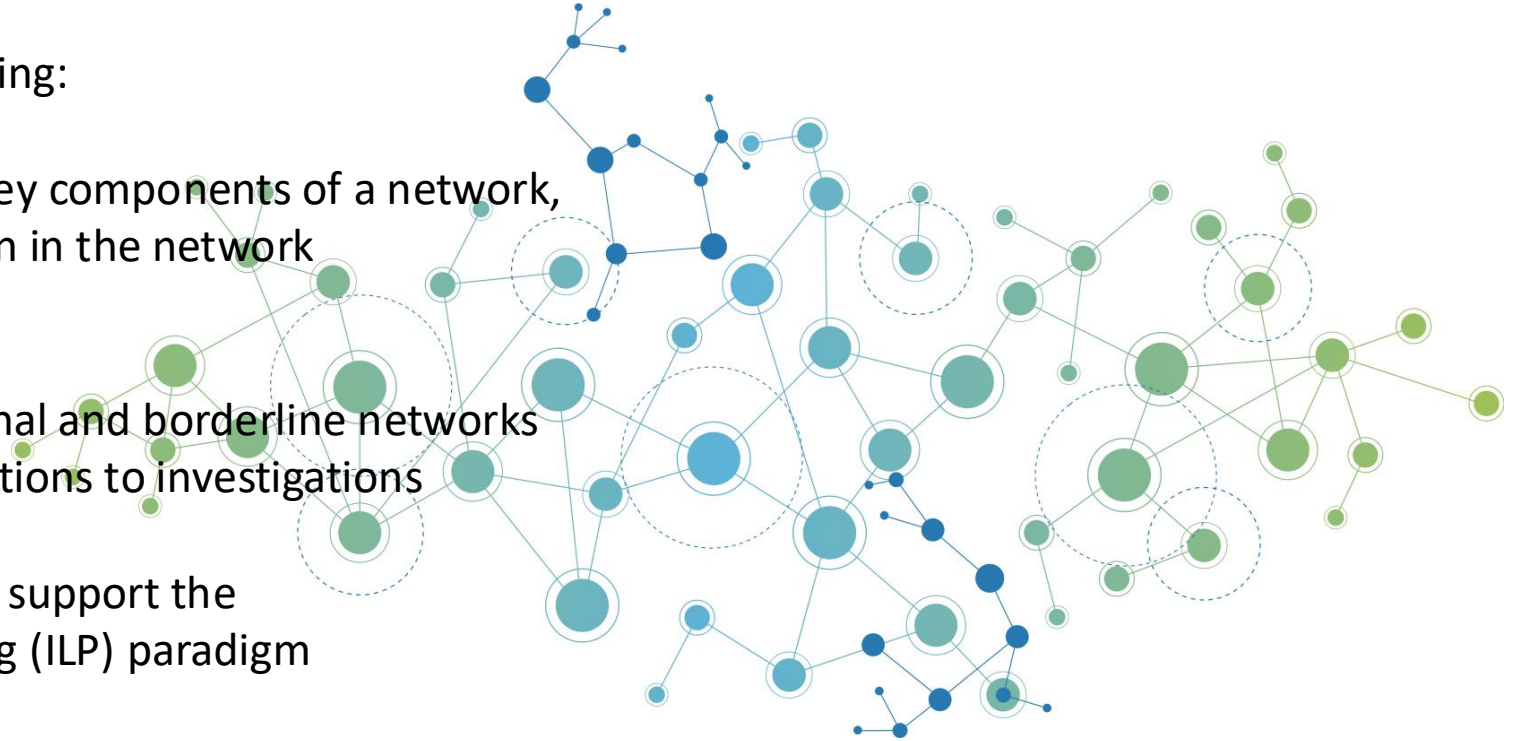 ing:
ey components of a network,
n in the network
nal and borderline networks
tions to investigations
support the
g (ILP) paradigm